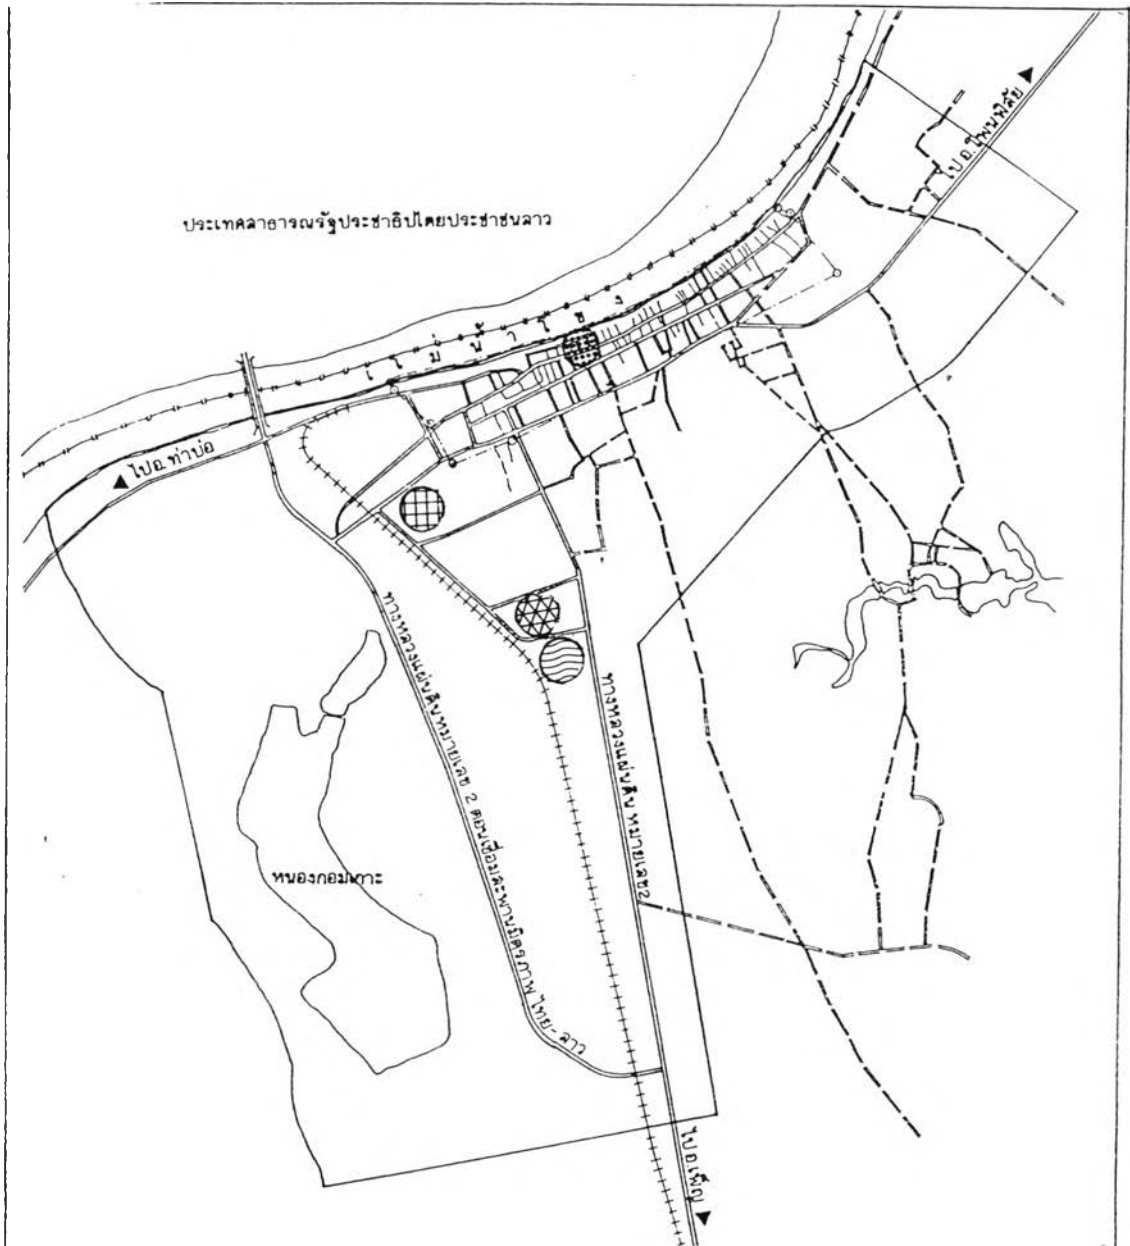 ไป อ.โพนพิสัย
ประเทศสาธารณรัฐประชาธิปไตยประชาชนลาว
แม่น้ำโขง
ไปอ.ท่าบ่อ
ทางหลวงแผ่นดินหมายเลข 2 ตอนเชื่อมสะพานมิตรภาพ ไทย-ลาว
ทางหลวงแผ่นดิน หมายเลข2
หนองกอมเกาะ
ไปอ.เพ็ญ